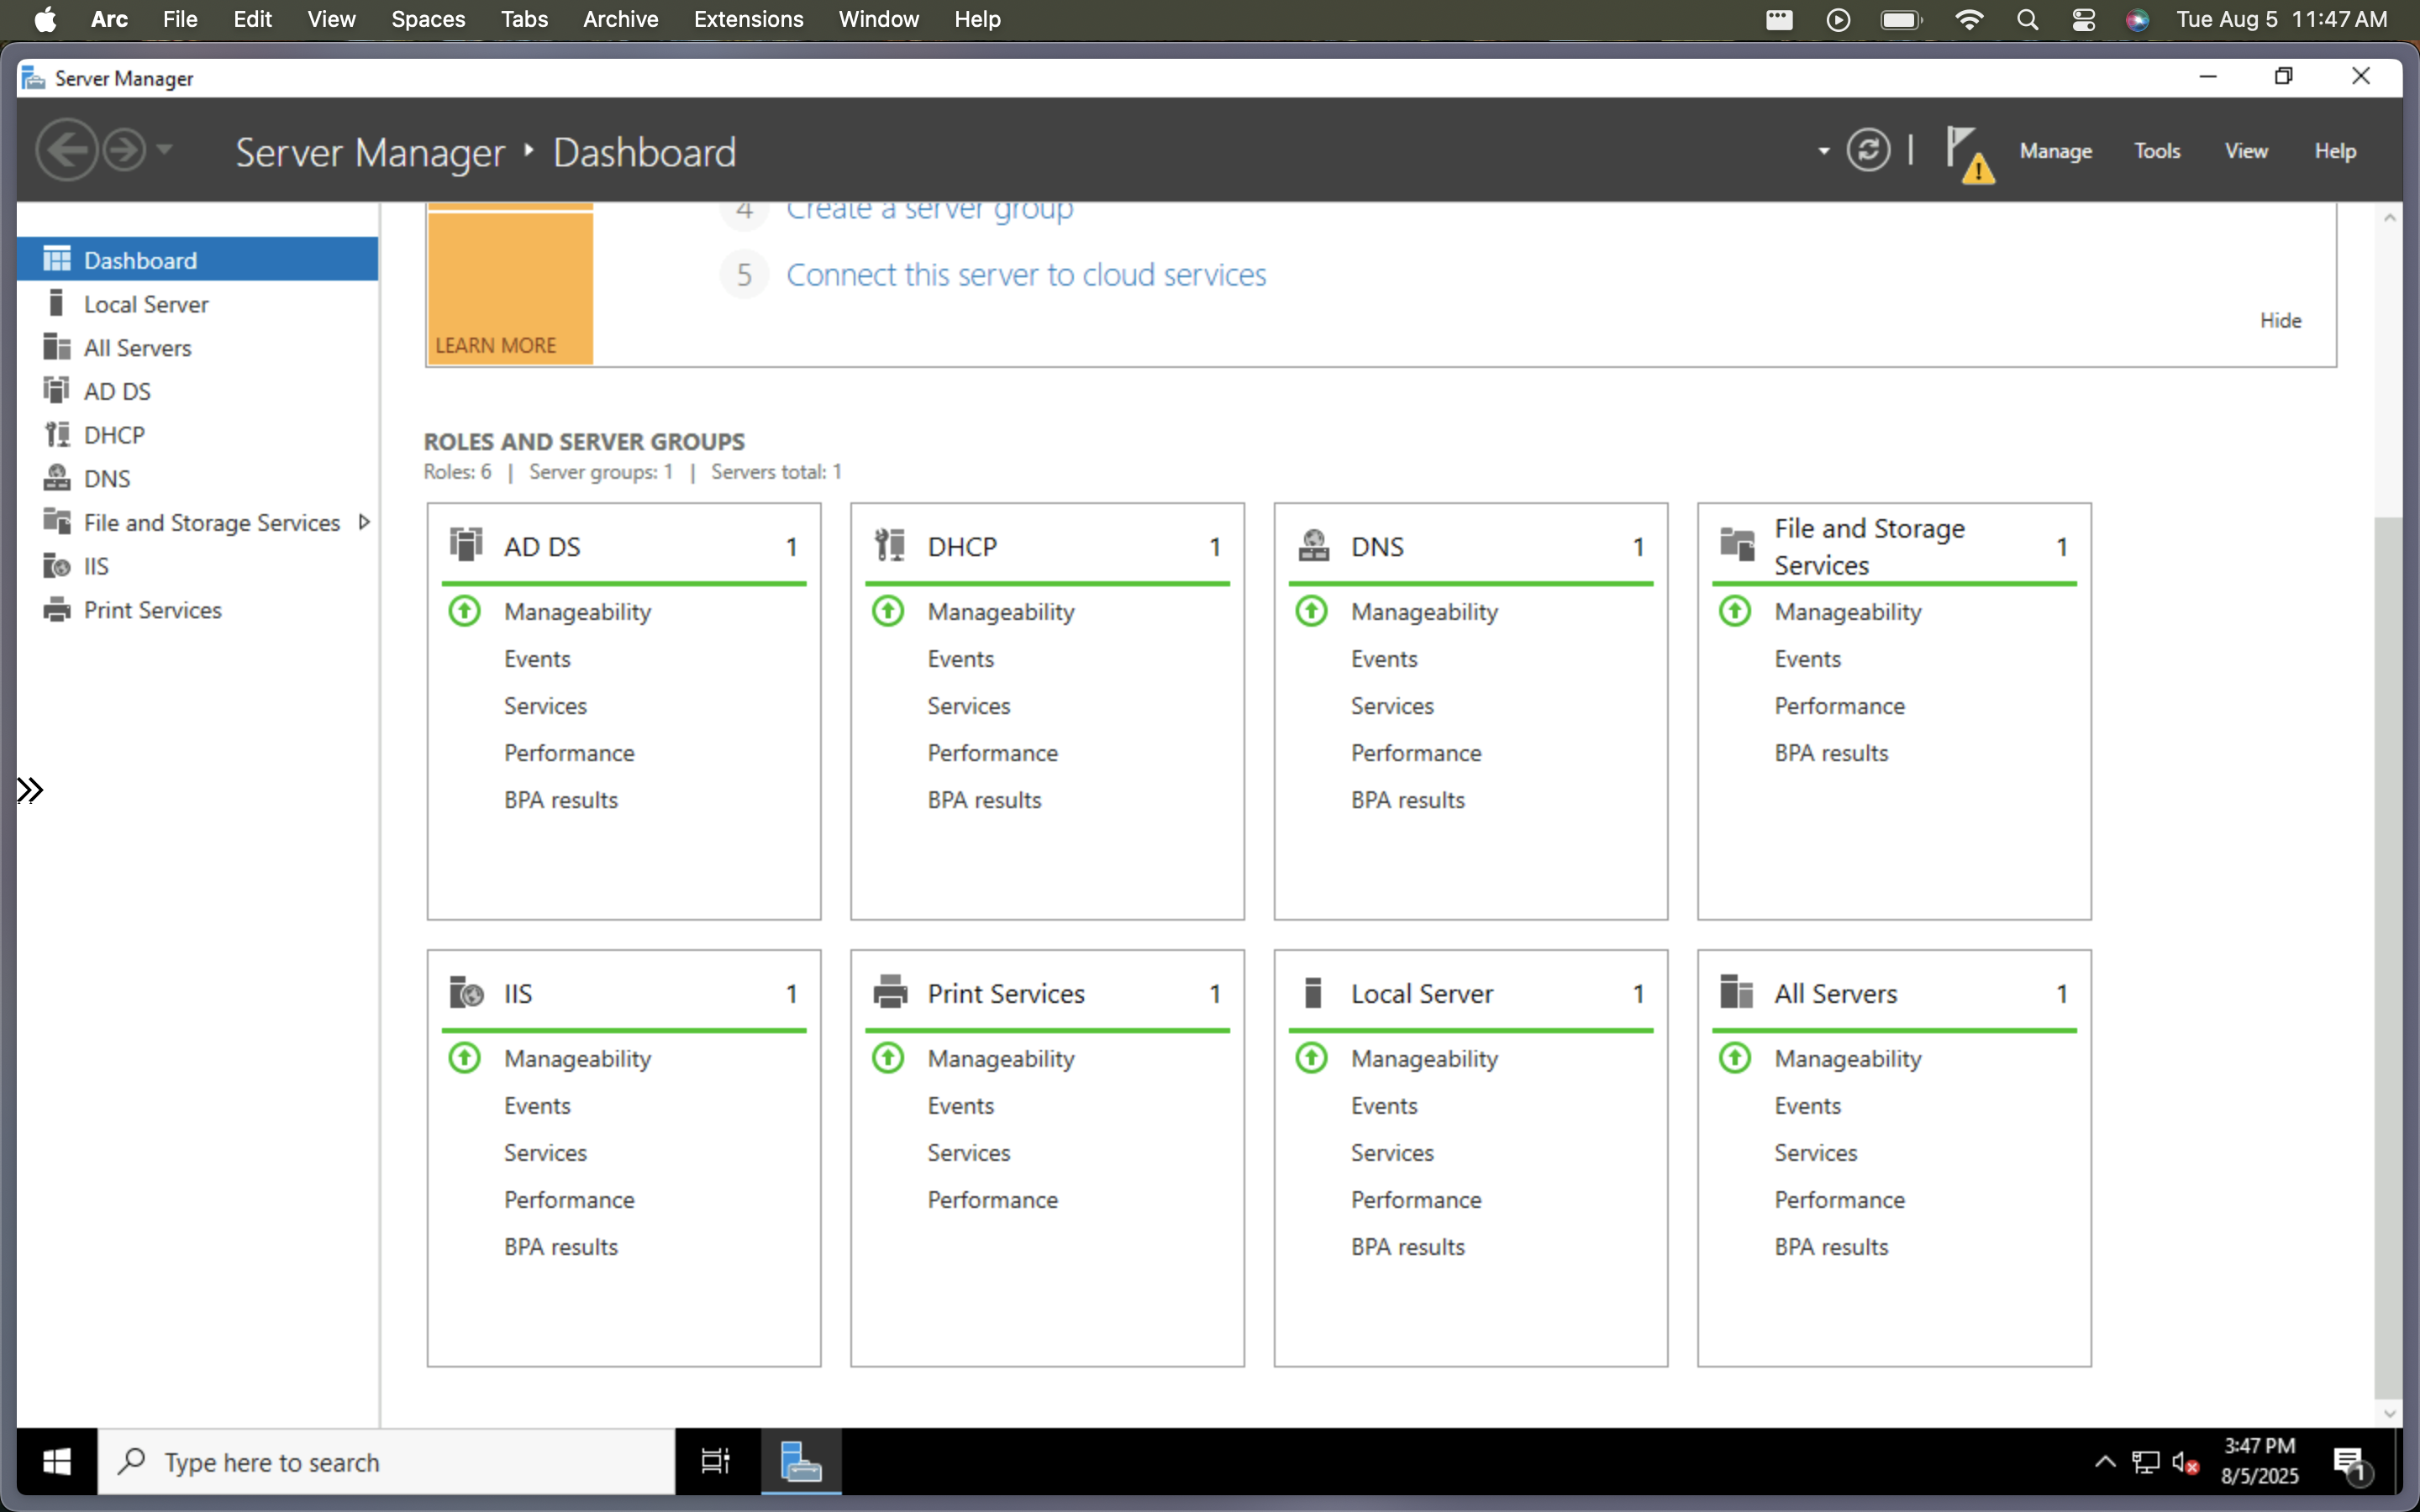 Arc File Edit View Spaces Tabs Archive Extensions Window Help Tue Aug 5 11:47 AM
Server Manager
Server Manager Dashboard Manage Tools View Help
4 Create a server group
5 Connect this server to cloud services
Hide
LEARN MORE
Dashboard
Local Server
All Servers
AD DS
DHCP
DNS
File and Storage Services
IIS
Print Services
ROLES AND SERVER GROUPS
Roles: 6 | Server groups: 1 | Servers total: 1
AD DS 1
Manageability
Events
Services
Performance
BPA results
DHCP 1
Manageability
Events
Services
Performance
BPA results
DNS 1
Manageability
Events
Services
Performance
BPA results
File and Storage
Services 1
Manageability
Events
Performance
BPA results
IIS 1
Manageability
Events
Services
Performance
BPA results
Print Services 1
Manageability
Events
Services
Performance
Local Server 1
Manageability
Events
Services
Performance
BPA results
All Servers 1
Manageability
Events
Services
Performance
BPA results
Type here to search
3:47 PM
8/5/2025
1